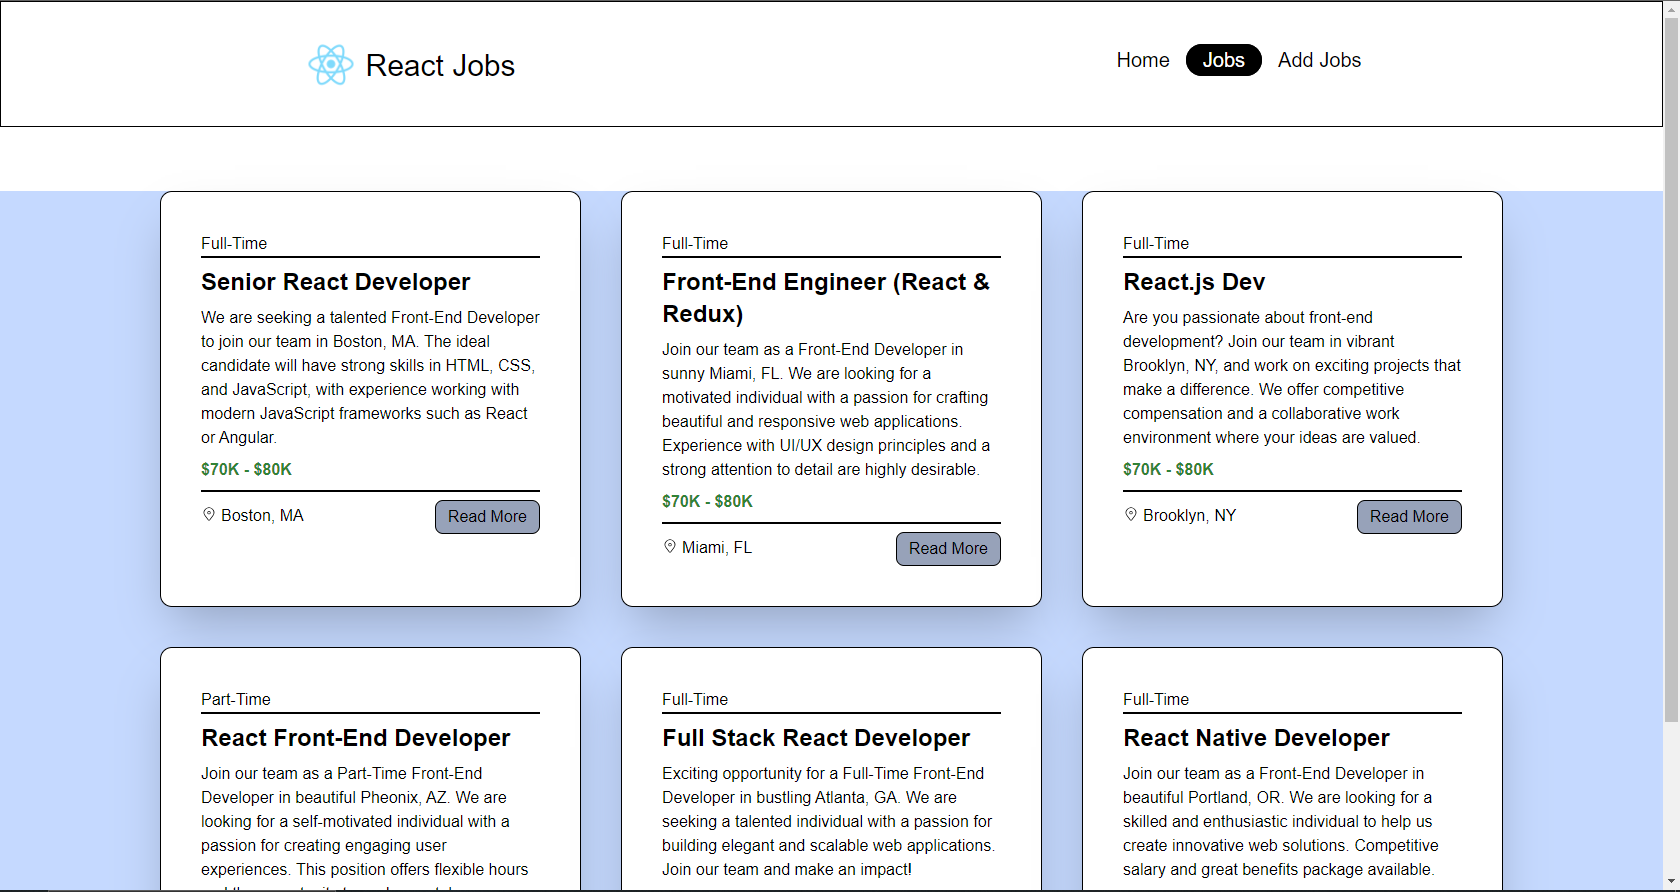 React Jobs
Home
Jobs
Add Jobs
Full-Time
Senior React Developer
We are seeking a talented Front-End Developer
to join our team in Boston, MA. The ideal
candidate will have strong skills in HTML, CSS,
and JavaScript, with experience working with
modern JavaScript frameworks such as React
or Angular.
$70K - $80K
Boston, MA
Read More
Full-Time
Front-End Engineer (React &
Redux)
Join our team as a Front-End Developer in
sunny Miami, FL. We are looking for a
motivated individual with a passion for crafting
beautiful and responsive web applications.
Experience with UI/UX design principles and a
strong attention to detail are highly desirable.
$70K - $80K
Miami, FL
Read More
Full-Time
React.js Dev
Are you passionate about front-end
development? Join our team in vibrant
Brooklyn, NY, and work on exciting projects that
make a difference. We offer competitive
compensation and a collaborative work
environment where your ideas are valued.
$70K - $80K
Brooklyn, NY
Read More
Part-Time
React Front-End Developer
Join our team as a Part-Time Front-End
Developer in beautiful Pheonix, AZ. We are
looking for a self-motivated individual with a
passion for creating engaging user
experiences. This position offers flexible hours
Full-Time
Full Stack React Developer
Exciting opportunity for a Full-Time Front-End
Developer in bustling Atlanta, GA. We are
seeking a talented individual with a passion for
building elegant and scalable web applications.
Join our team and make an impact!
Full-Time
React Native Developer
Join our team as a Front-End Developer in
beautiful Portland, OR. We are looking for a
skilled and enthusiastic individual to help us
create innovative web solutions. Competitive
salary and great benefits package available.